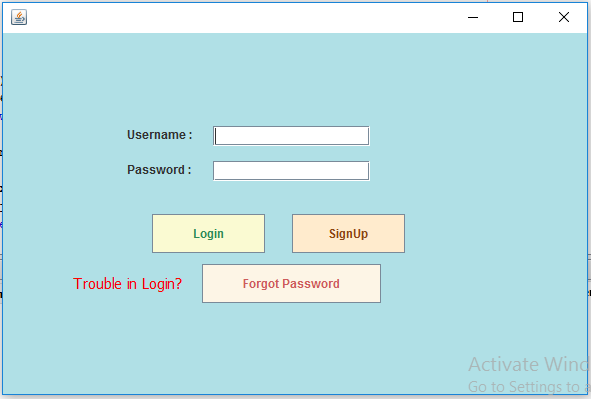 Username :
Password :
Login
SignUp
Trouble in Login?
Forgot Password
Activate Wind
Go to Settings to a